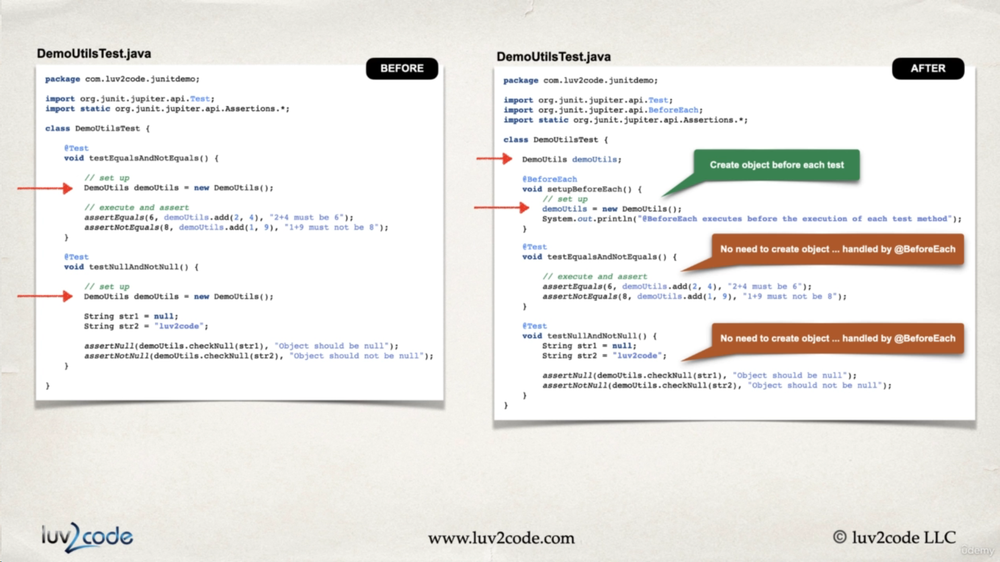 DemoUtilsTest.java
BEFORE
package com.luv2code.junitdemo;
import org.junit.jupiter.api.Test;
import static org.junit.jupiter.api.Assertions.*;
class DemoUtilsTest {
@Test
void testEqualsAndNotEquals() {
// set up
DemoUtils demoUtils = new DemoUtils();
// execute and assert
assertEquals(6, demoUtils.add(2, 4), "2+4 must be 6");
assertNotEquals(8, demoUtils.add(1, 9), "1+9 must not be 8");
}
@Test
void testNullAndNotNull() {
// set up
DemoUtils demoUtils = new DemoUtils();
String str1 = null;
String str2 = "luv2code";
assertNull(demoUtils.checkNull(str1), "Object should be null");
assertNotNull(demoUtils.checkNull(str2), "Object should not be null");
}
}
DemoUtilsTest.java
AFTER
package com.luv2code.junitdemo;
import org.junit.jupiter.api.Test;
import org.junit.jupiter.api.BeforeEach;
import static org.junit.jupiter.api.Assertions.*;
class DemoUtilsTest {
DemoUtils demoUtils;
Create object before each test
@BeforeEach
void setupBeforeEach() {
// set up
demoUtils = new DemoUtils();
System.out.println("@BeforeEach executes before the execution of each test method");
}
@Test
No need to create object ... handled by @BeforeEach
void testEqualsAndNotEquals() {
// execute and assert
assertEquals(6, demoUtils.add(2, 4), "2+4 must be 6");
assertNotEquals(8, demoUtils.add(1, 9), "1+9 must not be 8");
}
@Test
void testNullAndNotNull() {
No need to create object ... handled by @BeforeEach
String str1 = null;
String str2 = "luv2code";
assertNull(demoUtils.checkNull(str1), "Object should be null");
assertNotNull(demoUtils.checkNull(str2), "Object should not be null");
}
}
luv2code
www.luv2code.com
© luv2code LLC
ûdemy